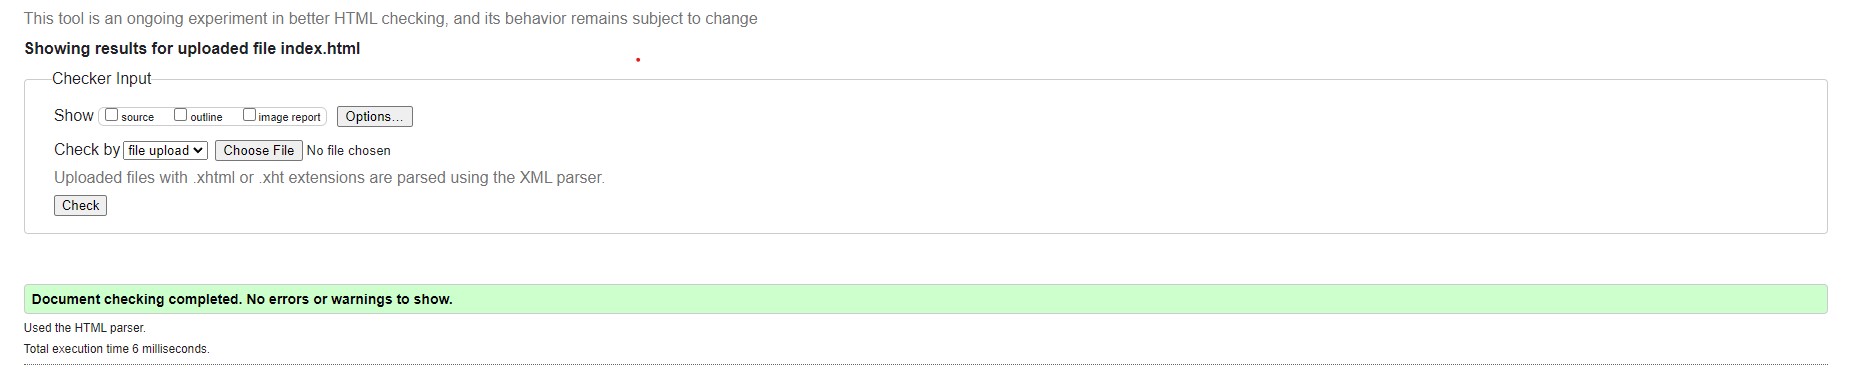 This tool is an ongoing experiment in better HTML checking, and its behavior remains subject to change
Showing results for uploaded file index.html
Checker Input
Show source outline image report Options...
Check by file upload Choose File No file chosen
Uploaded files with .xhtml or .xht extensions are parsed using the XML parser.
Check
Document checking completed. No errors or warnings to show.
Used the HTML parser.
Total execution time 6 milliseconds.